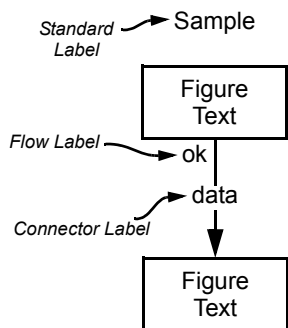 Standard
Label
Sample
Figure
Text
Flow Label
ok
data
Connector Label
Figure
Text